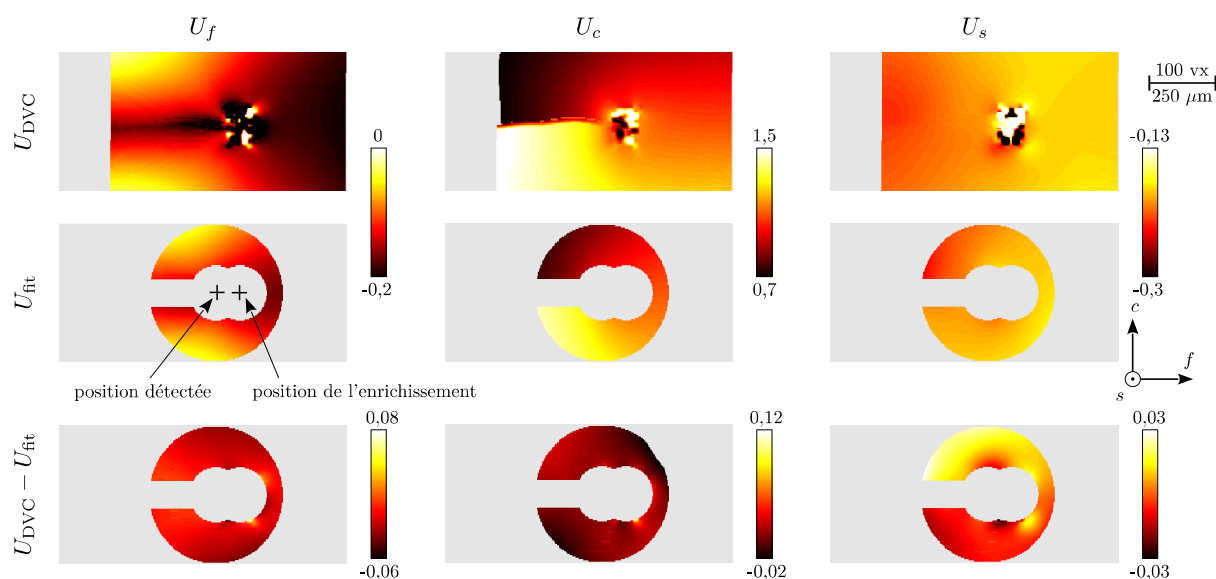 U_f U_c U_s
U_DVC
100 vx
250 μm
0 1,5 -0,13
U_fit
-0,2 0,7 -0,3
c
f
s
position détectée position de l'enrichissement
U_DVC − U_fit
0,08 0,12 0,03
-0,06 -0,02 -0,03